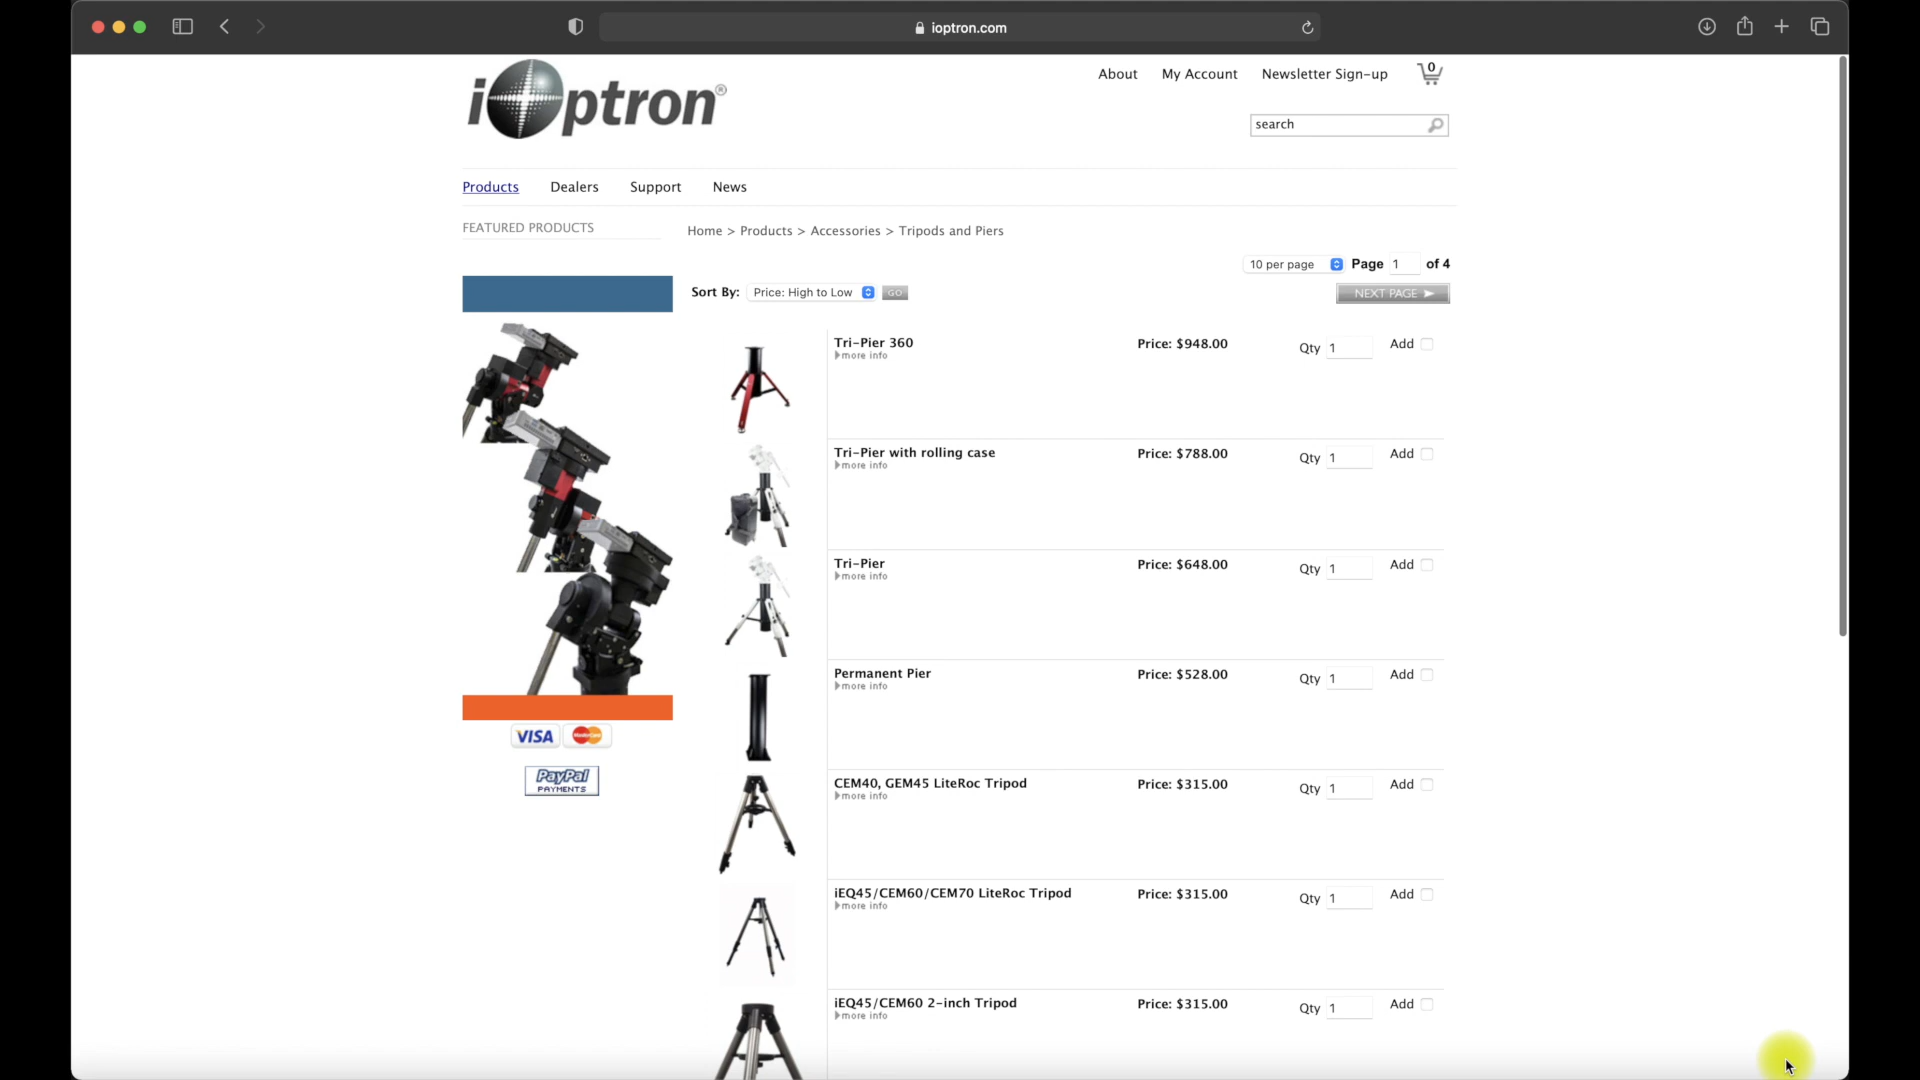 ioptron.com
iOptron®
About My Account Newsletter Sign-up 0
search
Products Dealers Support News
FEATURED PRODUCTS
Home > Products > Accessories > Tripods and Piers
10 per page Page 1 of 4
Sort By: Price: High to Low GO
NEXT PAGE
Tri-Pier 360 Price: $948.00 Qty 1 Add
more info
Tri-Pier with rolling case Price: $788.00 Qty 1 Add
more info
Tri-Pier Price: $648.00 Qty 1 Add
more info
Permanent Pier Price: $528.00 Qty 1 Add
more info
VISA MasterCard
PayPal
PAYMENTS
CEM40, GEM45 LiteRoc Tripod Price: $315.00 Qty 1 Add
more info
iEQ45/CEM60/CEM70 LiteRoc Tripod Price: $315.00 Qty 1 Add
more info
iEQ45/CEM60 2-inch Tripod Price: $315.00 Qty 1 Add
more info